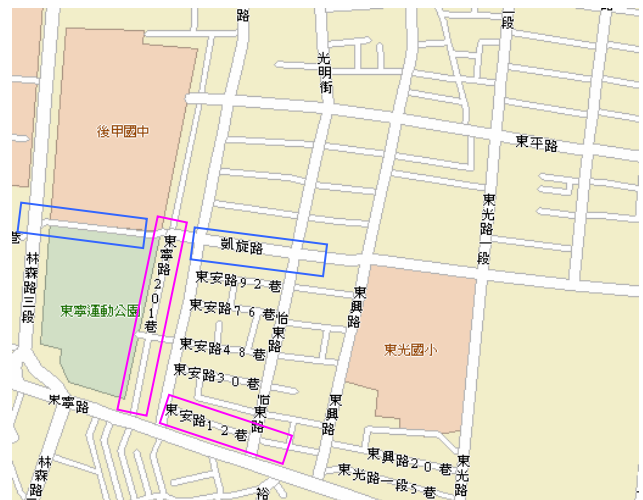 路
光明街
一段
後甲國中
東平路
東光路一段
凱旋路
巷
林森路三段
東寧路201巷
東安路92巷
東寧運動公園
東安路76巷
怡東路
東興路
東安路48巷
東光國小
東安路30巷
東寧路
怡東路
東興路
東安路12巷
東興路20巷
東光路一段5巷
東光路
林森路
裕